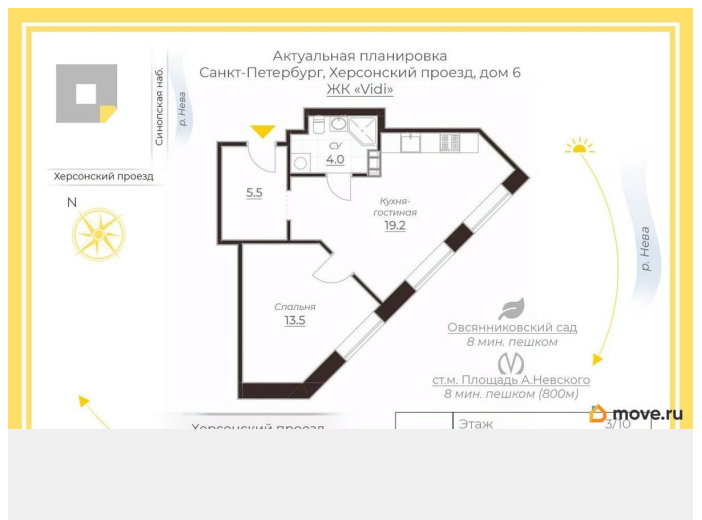 Актуальная планировка
Санкт-Петербург, Херсонский проезд, дом 6
ЖК «Vidi»
Синопская наб.
р. Нева
Херсонский проезд
N
СУ
4.0
5.5
Кухня-
гостиная
19.2
Спальня
13.5
р. Нева
Овсянниковский сад
8 мин. пешком
ст.м. Площадь А.Невского
8 мин. пешком (800м)
move.ru
Херсонский проезд
Этаж 3/10